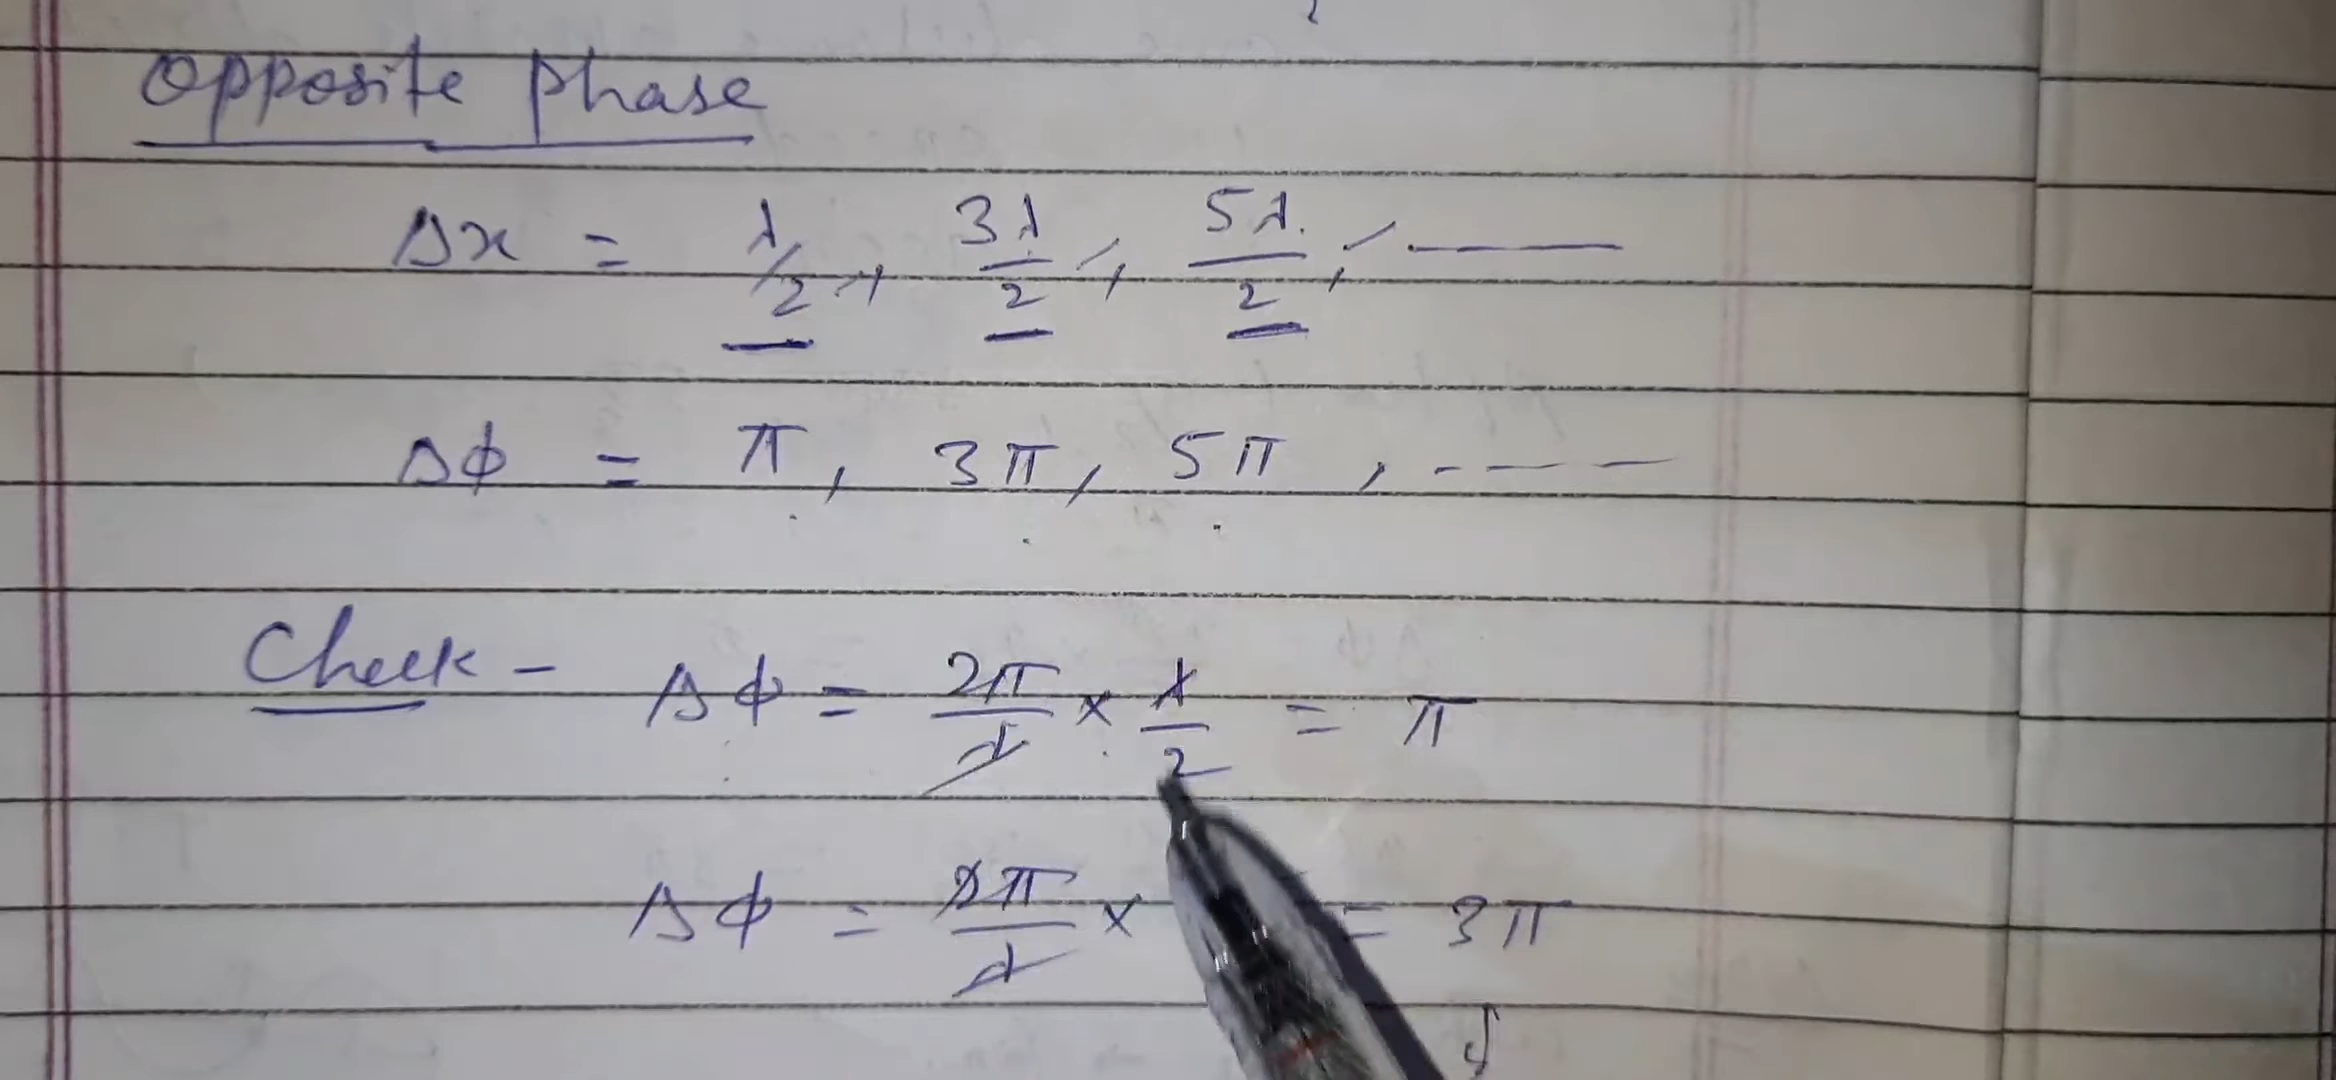 Opposite Phase
Δx = λ/2, 3λ/2, 5λ/2, ——
Δϕ = π, 3π, 5π, - — —
Check - Δϕ = 2π/λ × λ/2 = π
Δϕ = 2π/λ × = 3π